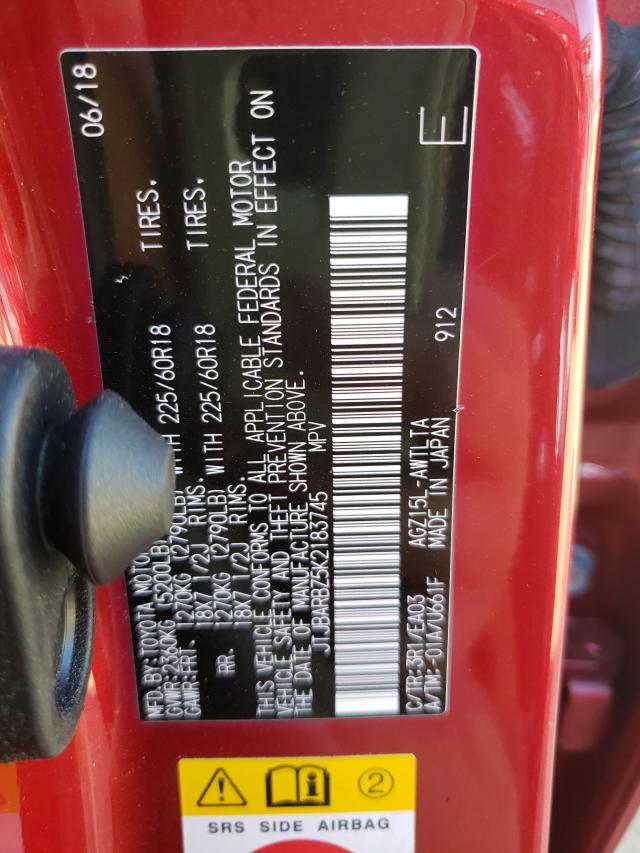 MFD. BY: TOYOTA MOTOR 06/18
GVWR: 2360KG (5200LB)
GAWR: FRT. 1270KG (2790LB) WITH 225/60R18 TIRES.
18X7 1/2J RIMS.
RR. 1270KG (2790LB) WITH 225/60R18 TIRES.
18X7 1/2J RIMS.
THIS VEHICLE CONFORMS TO ALL APPLICABLE FEDERAL MOTOR
VEHICLE SAFETY AND THEFT PREVENTION STANDARDS IN EFFECT ON
THE DATE OF MANUFACTURE SHOWN ABOVE.
JTJBARBZ5K2183745 MPV
C/TR: 3R1/EA03 AGZ15L-AWTLTA
A/TM: -01A/U661F MADE IN JAPAN 912
E
2
SRS SIDE AIRBAG